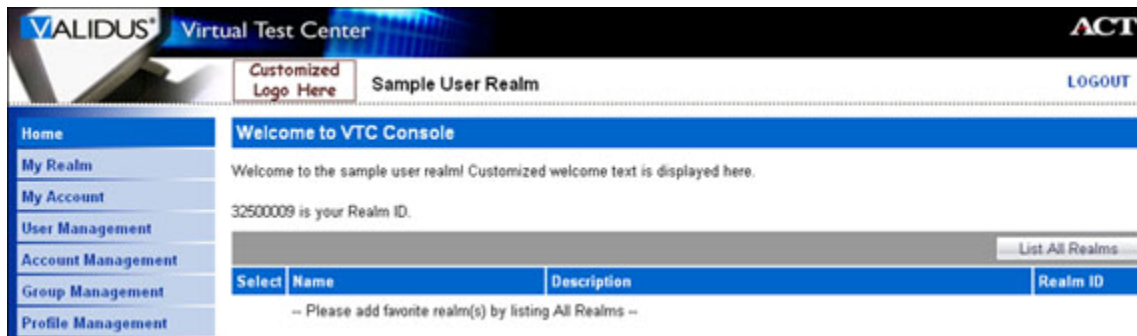 VALIDUS® Virtual Test Center ACT
Customized
Logo Here
Sample User Realm
LOGOUT
Home
My Realm
My Account
User Management
Account Management
Group Management
Profile Management
Welcome to VTC Console
Welcome to the sample user realm! Customized welcome text is displayed here.
32500009 is your Realm ID.
List All Realms
Select Name Description Realm ID
-- Please add favorite realm(s) by listing All Realms --